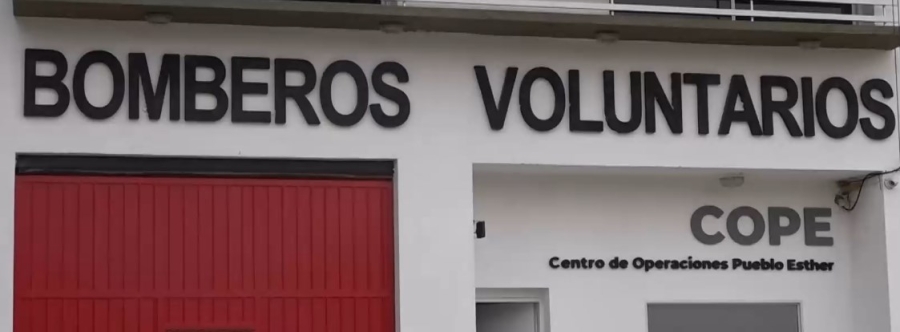 BOMBEROS VOLUNTARIOS
COPE
Centro de Operaciones Pueblo Esther